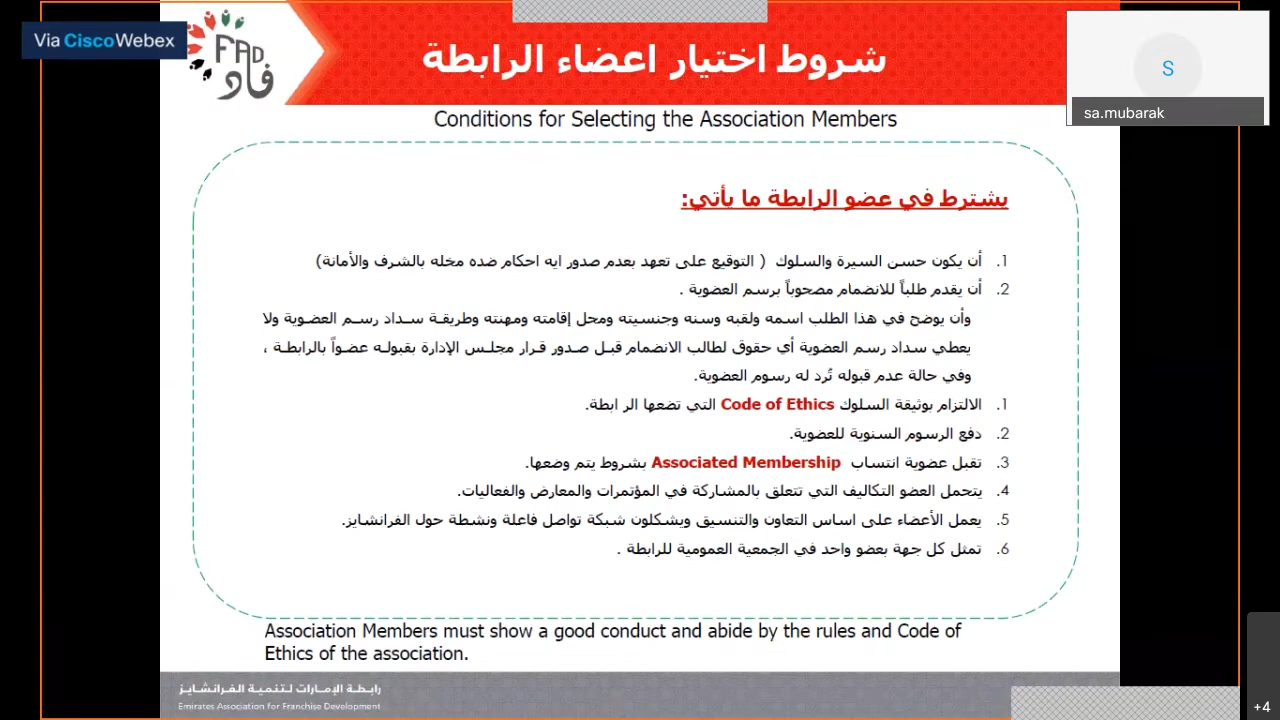 Via Cisco Webex
FAD
فاد
شروط اختيار اعضاء الرابطة
S
sa.mubarak
Conditions for Selecting the Association Members
يشترط في عضو الرابطة ما يأتي:
1. أن يكون حسن السيرة والسلوك ( التوقيع على تعهد بعدم صدور ايه احكام ضده مخله بالشرف والأمانة)
2. أن يقدم طلباً للانضمام مصحوباً برسم العضوية .
وأن يوضح في هذا الطلب اسمه ولقبه وسنه وجنسيته ومحل إقامته ومهنته وطريقة سداد رسم العضوية ولا
يعطي سداد رسم العضوية أي حقوق لطالب الانضمام قبل صدور قرار مجلس الإدارة بقبوله عضواً بالرابطة ،
وفي حالة عدم قبوله تُرد له رسوم العضوية.
1. الالتزام بوثيقة السلوك Code of Ethics التي تضعها الر ابطة.
2. دفع الرسوم السنوية للعضوية.
3. تقبل عضوية انتساب Associated Membership بشروط يتم وضعها.
4. يتحمل العضو التكاليف التي تتعلق بالمشاركة في المؤتمرات والمعارض والفعاليات.
5. يعمل الأعضاء على اساس التعاون والتنسيق ويشكلون شبكة تواصل فاعلة ونشطة حول الفرانشايز.
6. تمثل كل جهة بعضو واحد في الجمعية العمومية للرابطة .
Association Members must show a good conduct and abide by the rules and Code of
Ethics of the association.
رابطة الإمارات لتنمية الفرانشايز
Emirates Association for Franchise Development
+4